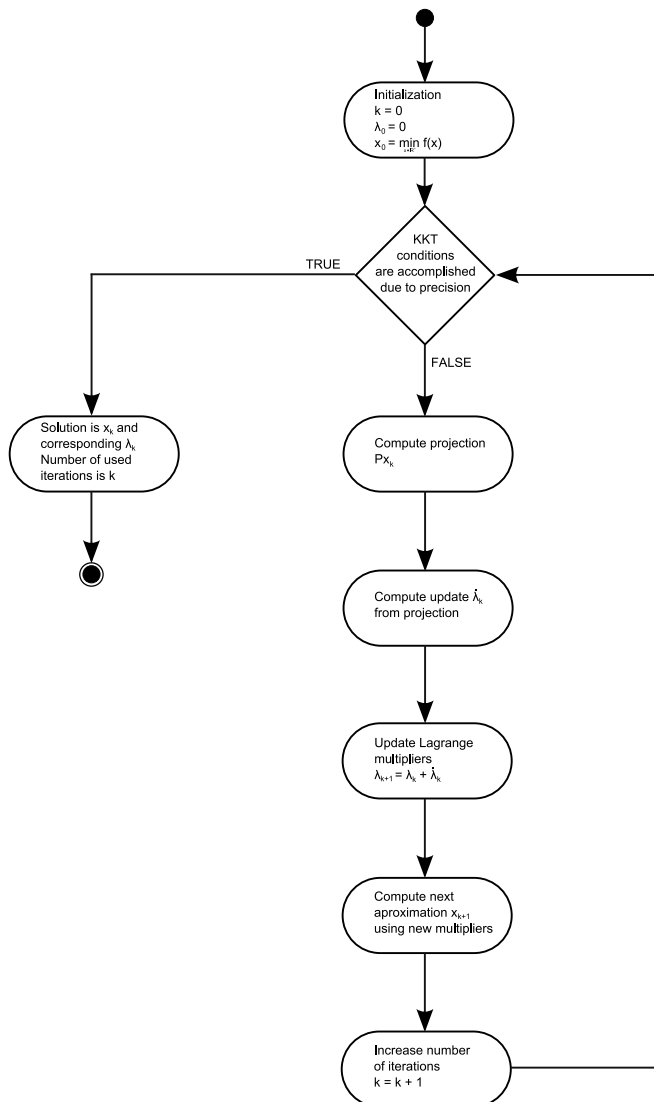 Initialization
k = 0
λ₀ = 0
x₀ = min f(x)
KKT
conditions
are accomplished
due to precision
TRUE
FALSE
Solution is xₖ and
corresponding λₖ
Number of used
iterations is k
Compute projection
Pxₖ
Compute update λ̇ₖ
from projection
Update Lagrange
multipliers
λₖ₊₁ = λₖ + λ̇ₖ
Compute next
aproximation xₖ₊₁
using new multipliers
Increase number
of iterations
k = k + 1